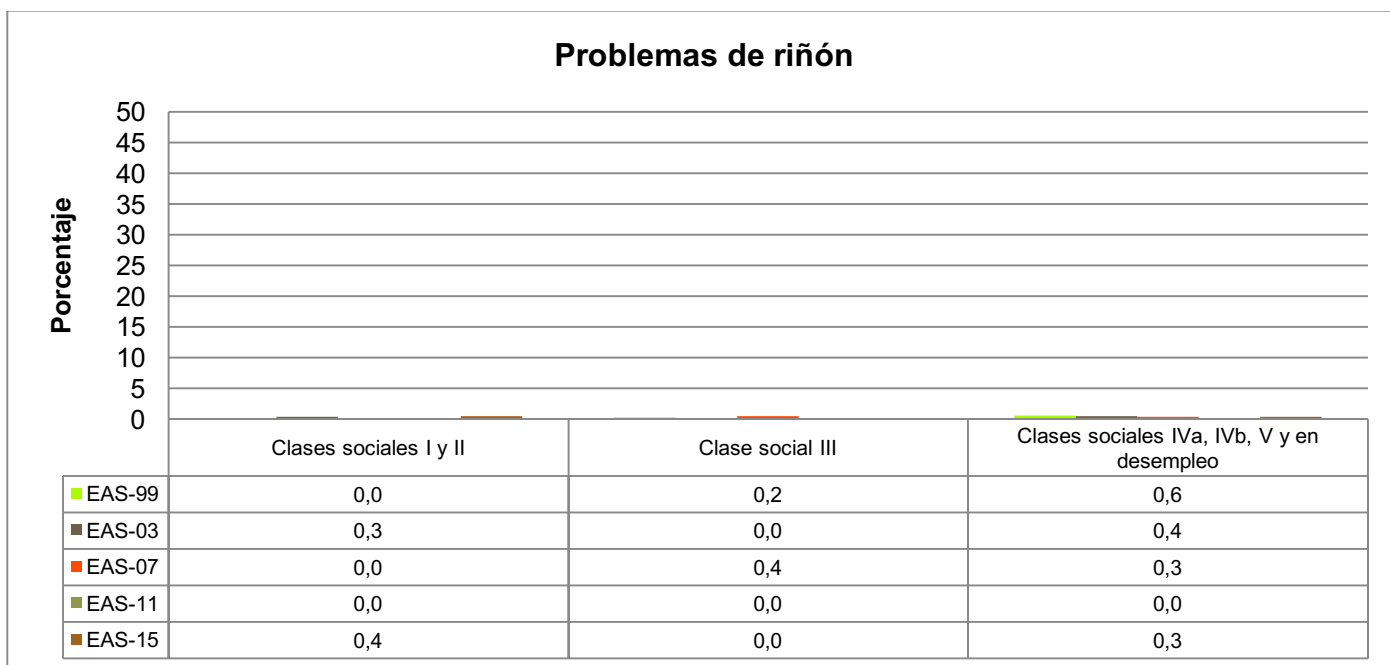 Problemas de riñón
Porcentaje
50
45
40
35
30
25
20
15
10
5
0
Clases sociales I y II
Clase social III
Clases sociales IVa, IVb, V y en
desempleo
EAS-99 0,0 0,2 0,6
EAS-03 0,3 0,0 0,4
EAS-07 0,0 0,4 0,3
EAS-11 0,0 0,0 0,0
EAS-15 0,4 0,0 0,3